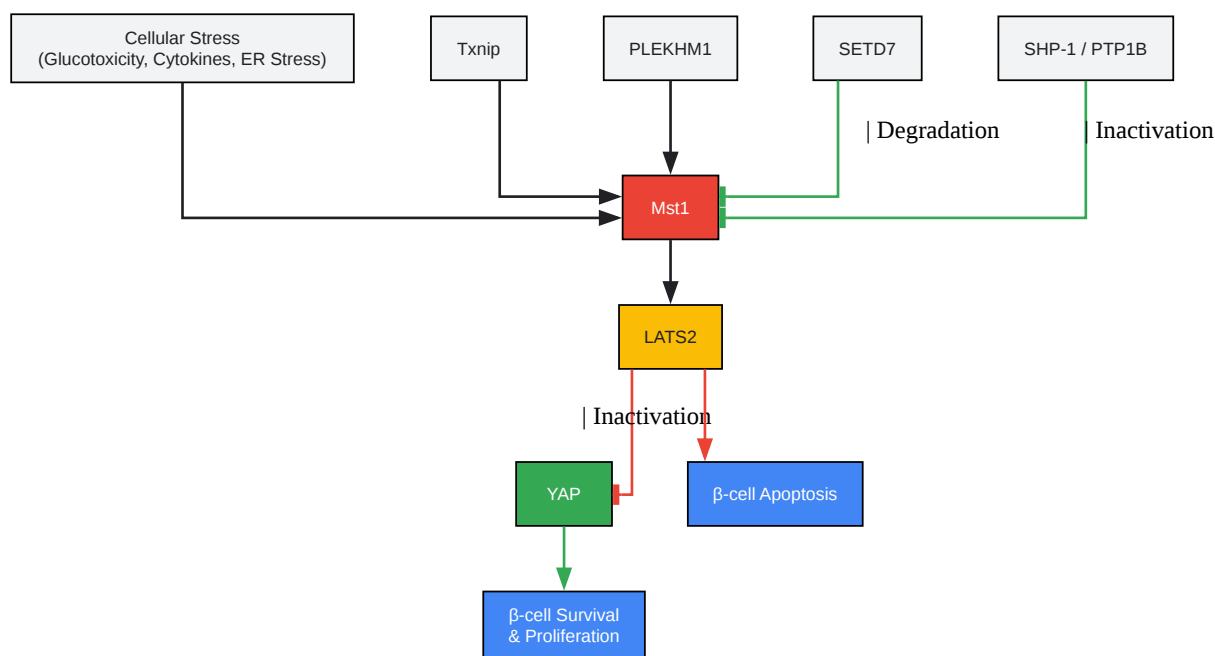 Cellular Stress
(Glucotoxicity, Cytokines, ER Stress)
Txnip
PLEKHM1
SETD7
SHP-1 / PTP1B
| Degradation
| Inactivation
Mst1
LATS2
| Inactivation
YAP
β-cell Apoptosis
β-cell Survival
& Proliferation